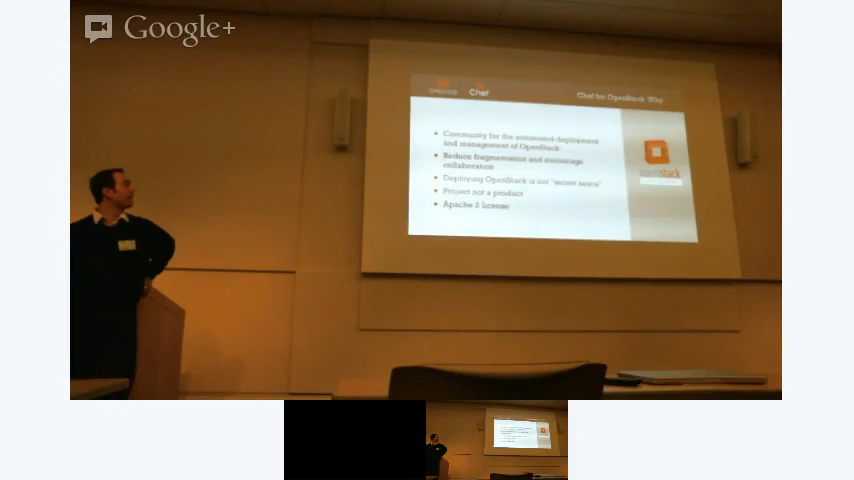 Google+
OPSCODE
Chef
Chef for OpenStack Why
• Community for the automated deployment
and management of OpenStack
• Reduce fragmentation and encourage
collaboration
• Deploying OpenStack is not "secret sauce"
• Project not a product
• Apache 2 license
openstack